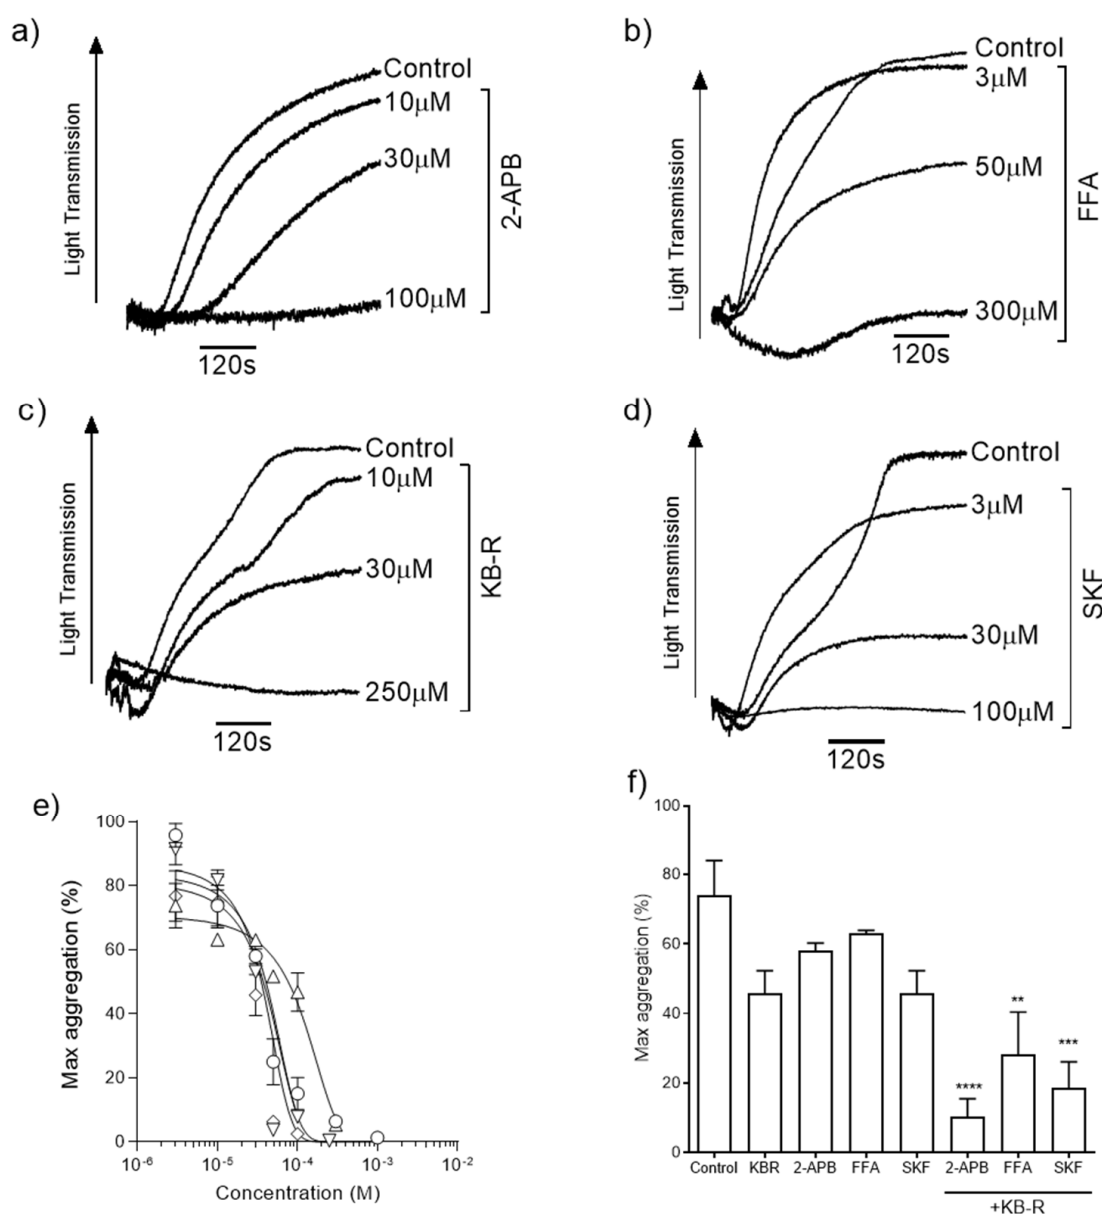 a)
Light Transmission
Control
10μM
30μM
100μM
2-APB
120s
b)
Light Transmission
Control
3μM
50μM
300μM
FFA
120s
c)
Light Transmission
Control
10μM
30μM
250μM
KB-R
120s
d)
Light Transmission
Control
3μM
30μM
100μM
SKF
120s
e)
Max aggregation (%)
100
80
60
40
20
0
10-6 10-5 10-4 10-3 10-2
Concentration (M)
f)
Max aggregation (%)
100
80
60
40
20
0
**** ** ***
Control KBR 2-APB FFA SKF 2-APB FFA SKF
+KB-R